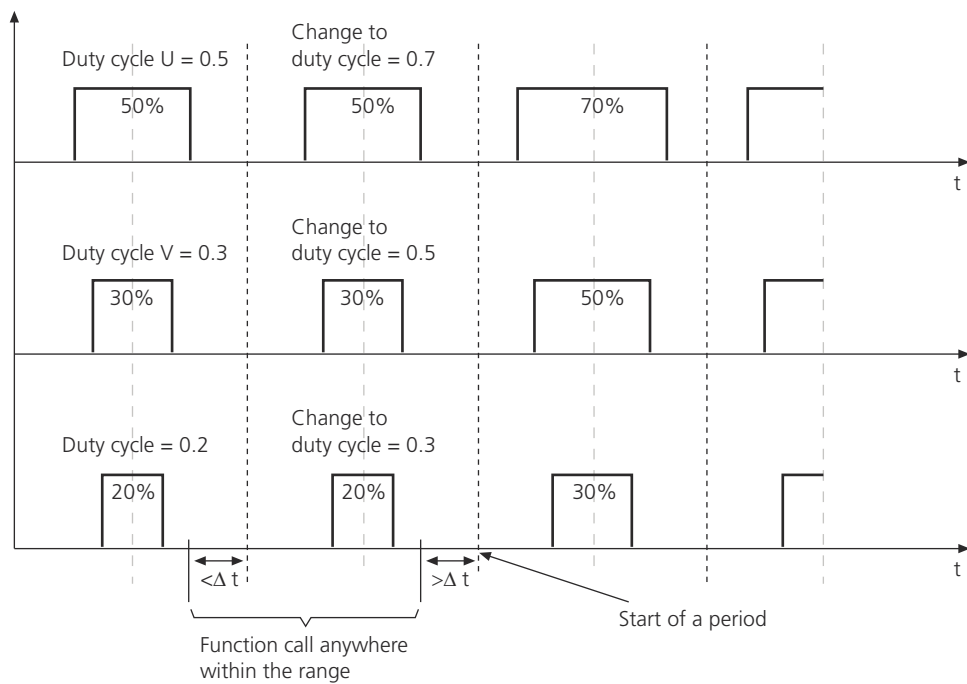 Duty cycle U = 0.5
Change to
duty cycle = 0.7
50%
50%
70%
t
Duty cycle V = 0.3
Change to
duty cycle = 0.5
30%
30%
50%
t
Duty cycle = 0.2
Change to
duty cycle = 0.3
20%
20%
30%
t
<Δ t
>Δ t
Start of a period
Function call anywhere
within the range